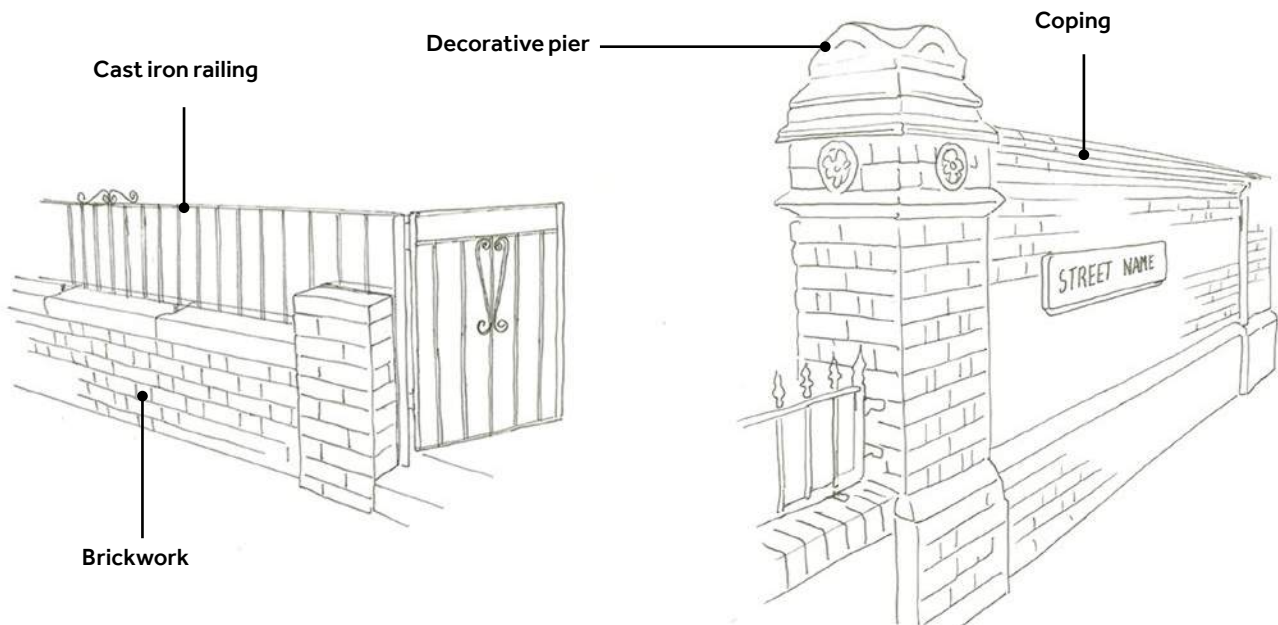 Cast iron railing
Decorative pier
Coping
STREET NAME
Brickwork